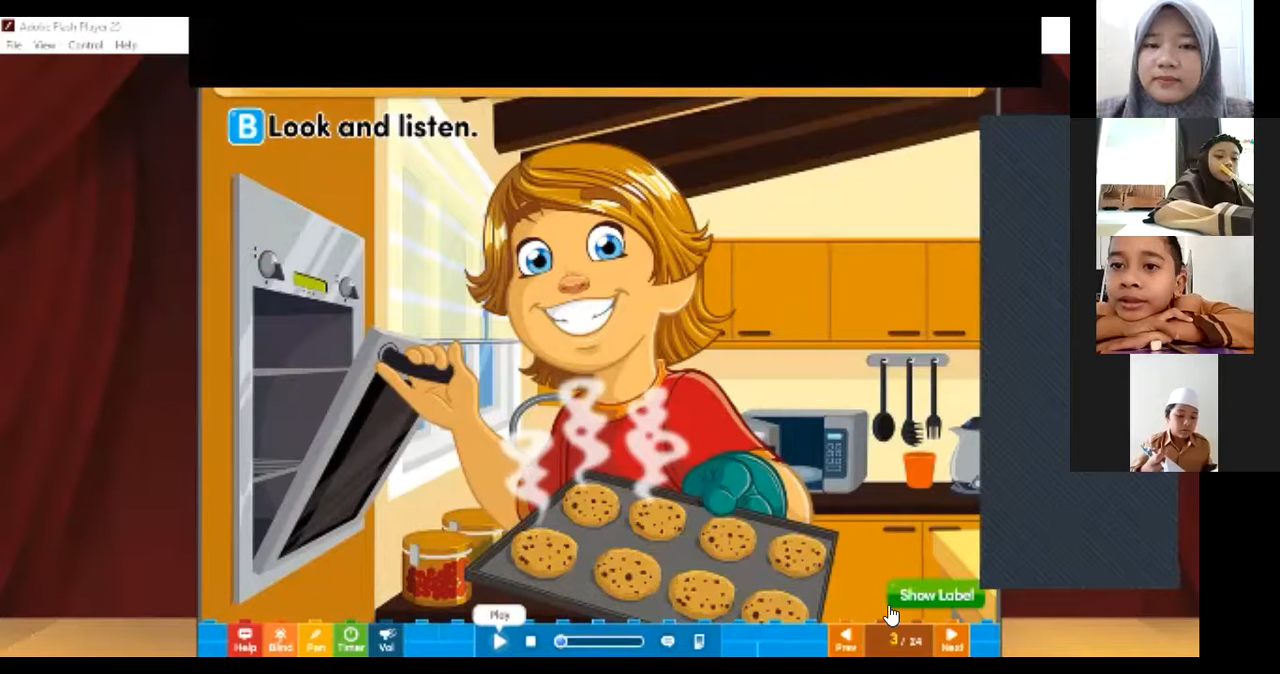 Adobe Flash Player 25
File View Control Help
B Look and listen.
Show Label
Play
Help Blind Pen Timer Vol
Prev 3 / 24 Next